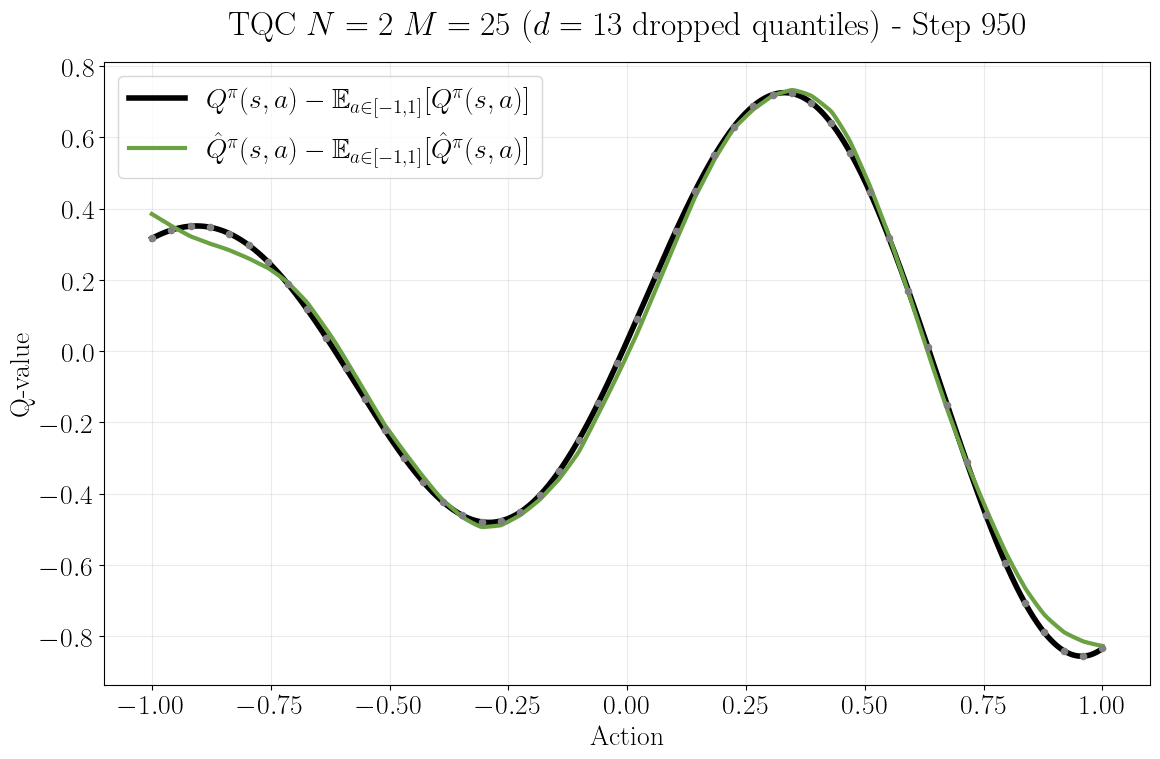 TQC N = 2 M = 25 (d = 13 dropped quantiles) - Step 950
0.8
0.6
0.4
0.2
0.0
−0.2
−0.4
−0.6
−0.8
Q-value
Q^π(s, a) − 𝔼_{a∈[−1,1]}[Q^π(s, a)]
Q̂^π(s, a) − 𝔼_{a∈[−1,1]}[Q̂^π(s, a)]
−1.00 −0.75 −0.50 −0.25 0.00 0.25 0.50 0.75 1.00
Action